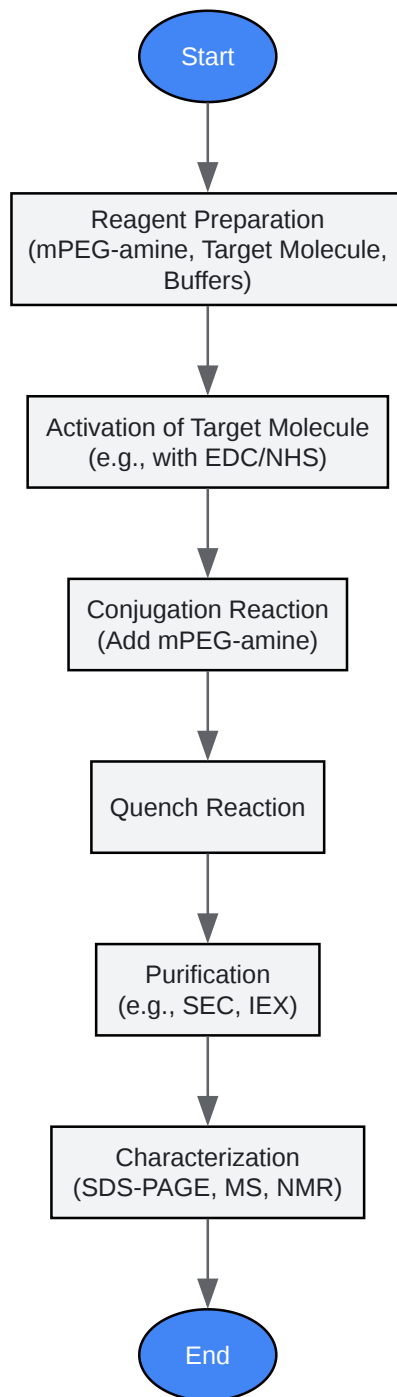 Start
Reagent Preparation
(mPEG-amine, Target Molecule,
Buffers)
Activation of Target Molecule
(e.g., with EDC/NHS)
Conjugation Reaction
(Add mPEG-amine)
Quench Reaction
Purification
(e.g., SEC, IEX)
Characterization
(SDS-PAGE, MS, NMR)
End